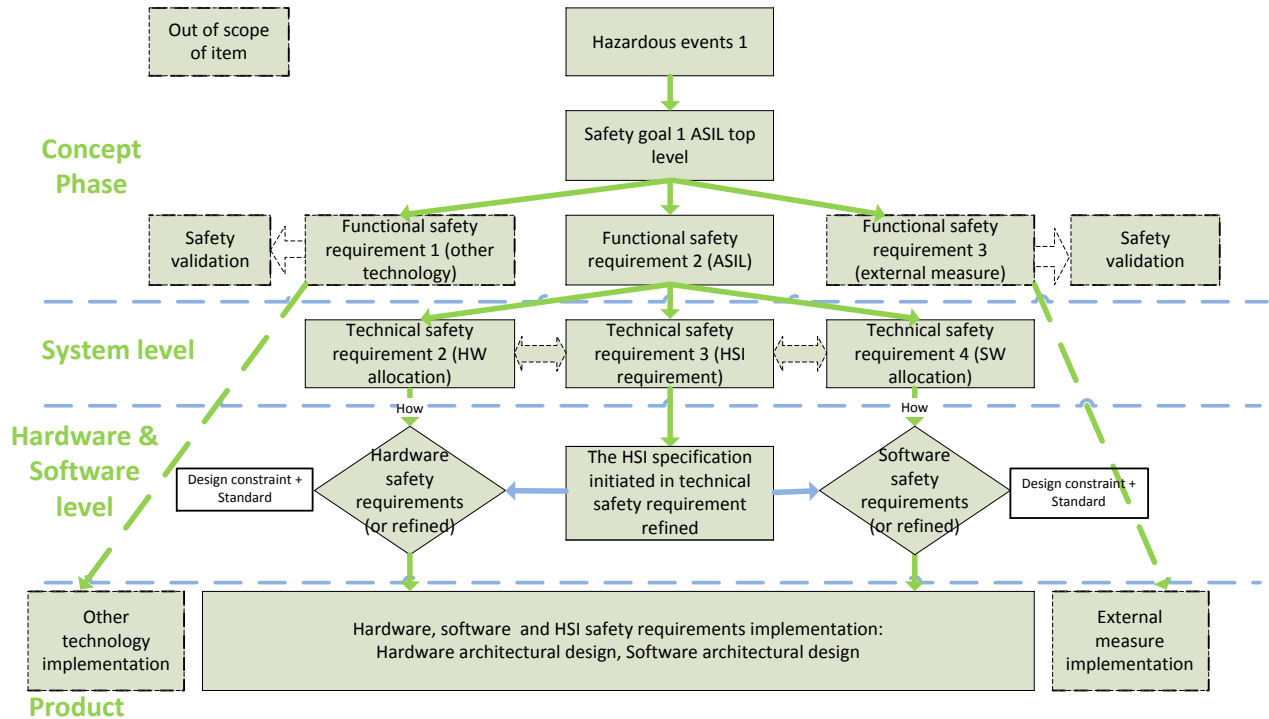 Out of scope
of item
Hazardous events 1
Concept
Phase
Safety goal 1 ASIL top
level
Safety
validation
Functional safety
requirement 1 (other
technology)
Functional safety
requirement 2 (ASIL)
Functional safety
requirement 3
(external measure)
Safety
validation
System level
Technical safety
requirement 2 (HW
allocation)
Technical safety
requirement 3 (HSI
requirement)
Technical safety
requirement 4 (SW
allocation)
How
How
Hardware &
Software
level
Design constraint +
Standard
Hardware
safety
requirements
(or refined)
The HSI specification
initiated in technical
safety requirement
refined
Software
safety
requirements
(or refined)
Design constraint +
Standard
Other
technology
implementation
Hardware, software and HSI safety requirements implementation:
Hardware architectural design, Software architectural design
External
measure
implementation
Product